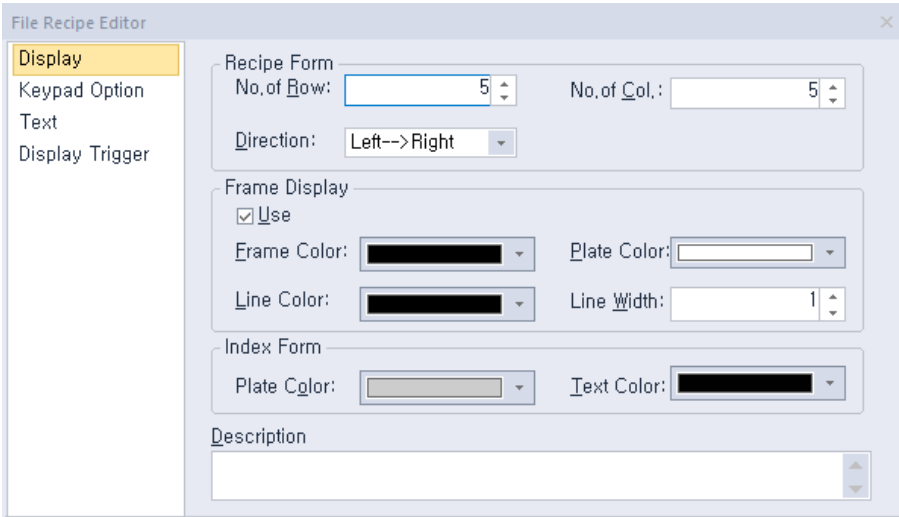 File Recipe Editor
Display
Keypad Option
Text
Display Trigger
Recipe Form
No.of Row: 5 No.of Col.: 5
Direction: Left-->Right
Frame Display
Use
Frame Color: Plate Color:
Line Color: Line Width: 1
Index Form
Plate Color: Text Color:
Description